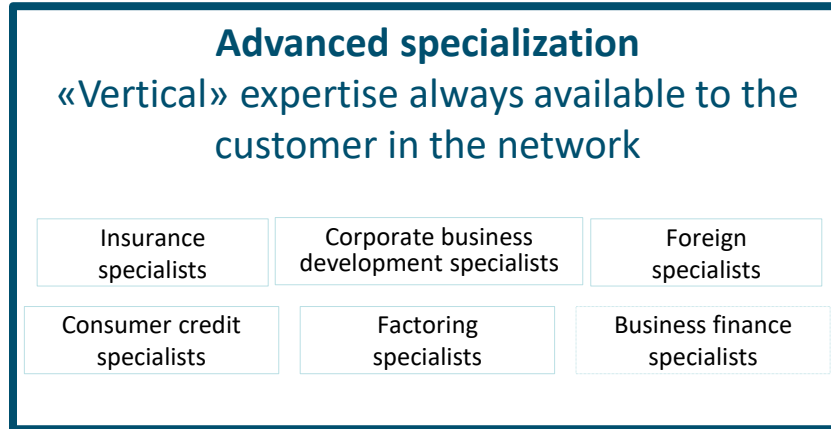 Advanced specialization
«Vertical» expertise always available to the
customer in the network
Insurance
specialists
Corporate business
development specialists
Foreign
specialists
Consumer credit
specialists
Factoring
specialists
Business finance
specialists